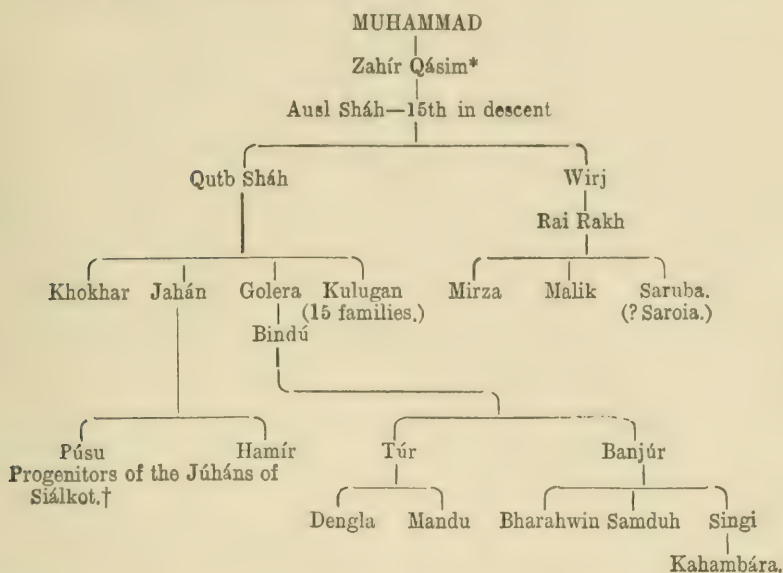 MUHAMMAD
Zahír Qásim*
Ausl Sháh—15th in descent
Qutb Sháh Wirj
Rai Rakh
Khokhar Jahán Golera Kulugan Mirza Malik Saruba.
(15 families.) (? Saroia.)
Bindú
Púsu Hamír Túr Banjúr
Progenitors of the Júháns of
Siálkot.†
Dengla Mandu Bharahwin Samduh Singi
Kahambára.